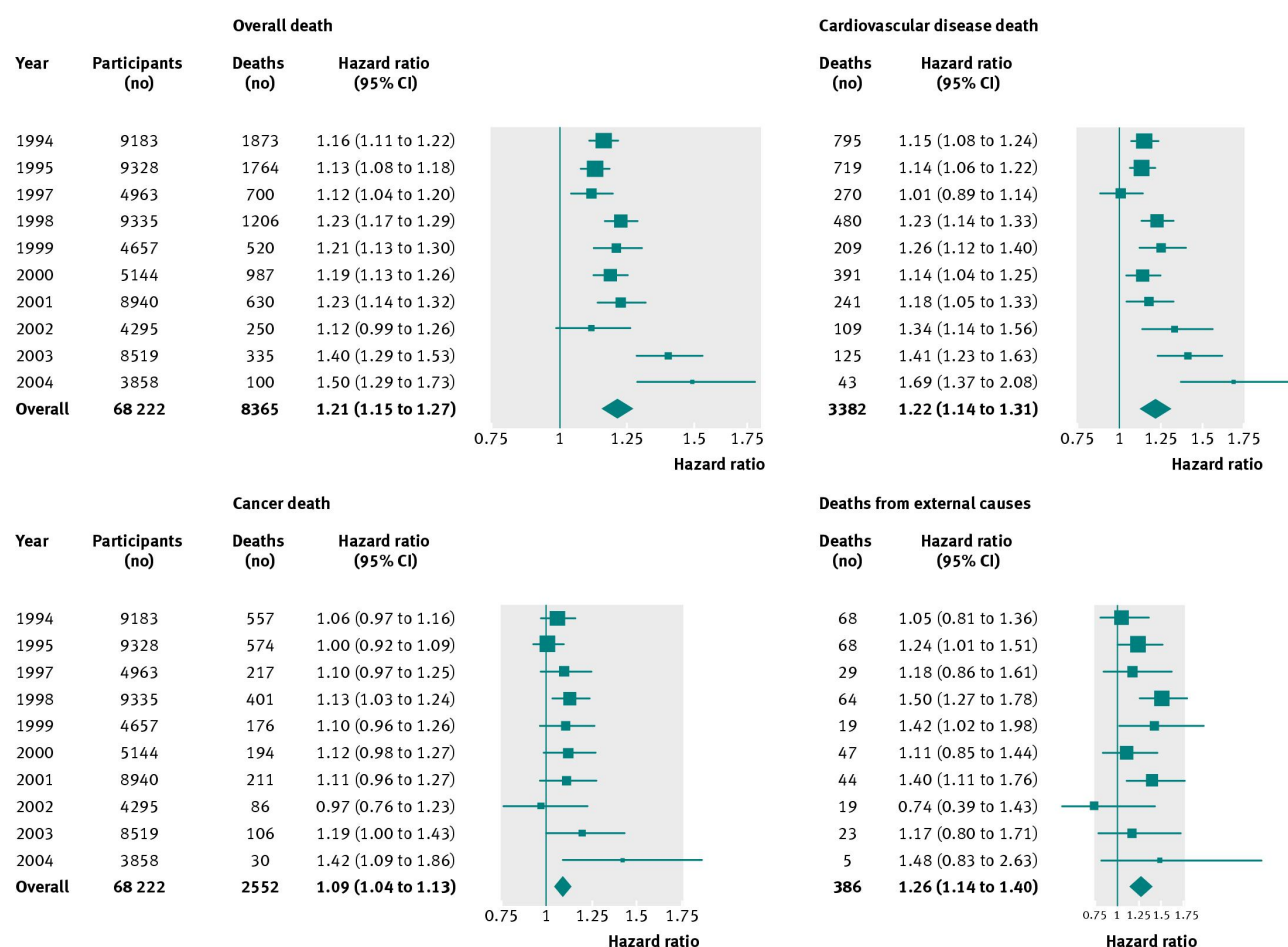 Overall death
Year Participants (no) Deaths (no) Hazard ratio (95% CI)
1994 9183 1873 1.16 (1.11 to 1.22)
1995 9328 1764 1.13 (1.08 to 1.18)
1997 4963 700 1.12 (1.04 to 1.20)
1998 9335 1206 1.23 (1.17 to 1.29)
1999 4657 520 1.21 (1.13 to 1.30)
2000 5144 987 1.19 (1.13 to 1.26)
2001 8940 630 1.23 (1.14 to 1.32)
2002 4295 250 1.12 (0.99 to 1.26)
2003 8519 335 1.40 (1.29 to 1.53)
2004 3858 100 1.50 (1.29 to 1.73)
Overall 68 222 8365 1.21 (1.15 to 1.27)
0.75 1 1.25 1.5 1.75
Hazard ratio
Cardiovascular disease death
Deaths (no) Hazard ratio (95% CI)
795 1.15 (1.08 to 1.24)
719 1.14 (1.06 to 1.22)
270 1.01 (0.89 to 1.14)
480 1.23 (1.14 to 1.33)
209 1.26 (1.12 to 1.40)
391 1.14 (1.04 to 1.25)
241 1.18 (1.05 to 1.33)
109 1.34 (1.14 to 1.56)
125 1.41 (1.23 to 1.63)
43 1.69 (1.37 to 2.08)
3382 1.22 (1.14 to 1.31)
0.75 1 1.25 1.5 1.75
Hazard ratio
Cancer death
Year Participants (no) Deaths (no) Hazard ratio (95% CI)
1994 9183 557 1.06 (0.97 to 1.16)
1995 9328 574 1.00 (0.92 to 1.09)
1997 4963 217 1.10 (0.97 to 1.25)
1998 9335 401 1.13 (1.03 to 1.24)
1999 4657 176 1.10 (0.96 to 1.26)
2000 5144 194 1.12 (0.98 to 1.27)
2001 8940 211 1.11 (0.96 to 1.27)
2002 4295 86 0.97 (0.76 to 1.23)
2003 8519 106 1.19 (1.00 to 1.43)
2004 3858 30 1.42 (1.09 to 1.86)
Overall 68 222 2552 1.09 (1.04 to 1.13)
0.75 1 1.25 1.5 1.75
Hazard ratio
Deaths from external causes
Deaths (no) Hazard ratio (95% CI)
68 1.05 (0.81 to 1.36)
68 1.24 (1.01 to 1.51)
29 1.18 (0.86 to 1.61)
64 1.50 (1.27 to 1.78)
19 1.42 (1.02 to 1.98)
47 1.11 (0.85 to 1.44)
44 1.40 (1.11 to 1.76)
19 0.74 (0.39 to 1.43)
23 1.17 (0.80 to 1.71)
5 1.48 (0.83 to 2.63)
386 1.26 (1.14 to 1.40)
0.75 1 1.25 1.5 1.75
Hazard ratio